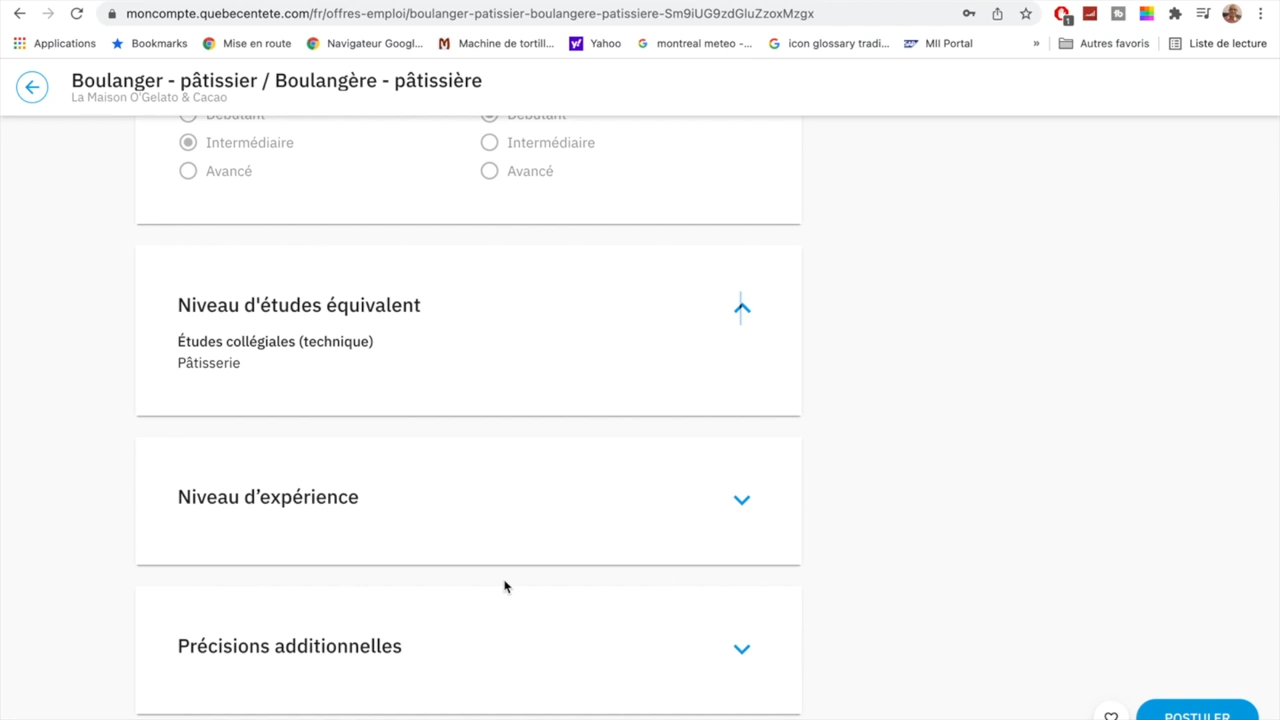 moncompte.quebecentete.com/fr/offres-emploi/boulanger-patissier-boulangere-patissiere-Sm9iUG9zdGluZzoxMzgx
1
Applications Bookmarks Mise en route Navigateur Googl... Machine de tortill... Yahoo montreal meteo -... icon glossary tradi... MII Portal » Autres favoris Liste de lecture
Boulanger - pâtissier / Boulangère - pâtissière
La Maison O'Gelato & Cacao
Débutant Débutant
Intermédiaire Intermédiaire
Avancé Avancé
Niveau d'études équivalent
Études collégiales (technique)
Pâtisserie
Niveau d’expérience
Précisions additionnelles
POSTULER